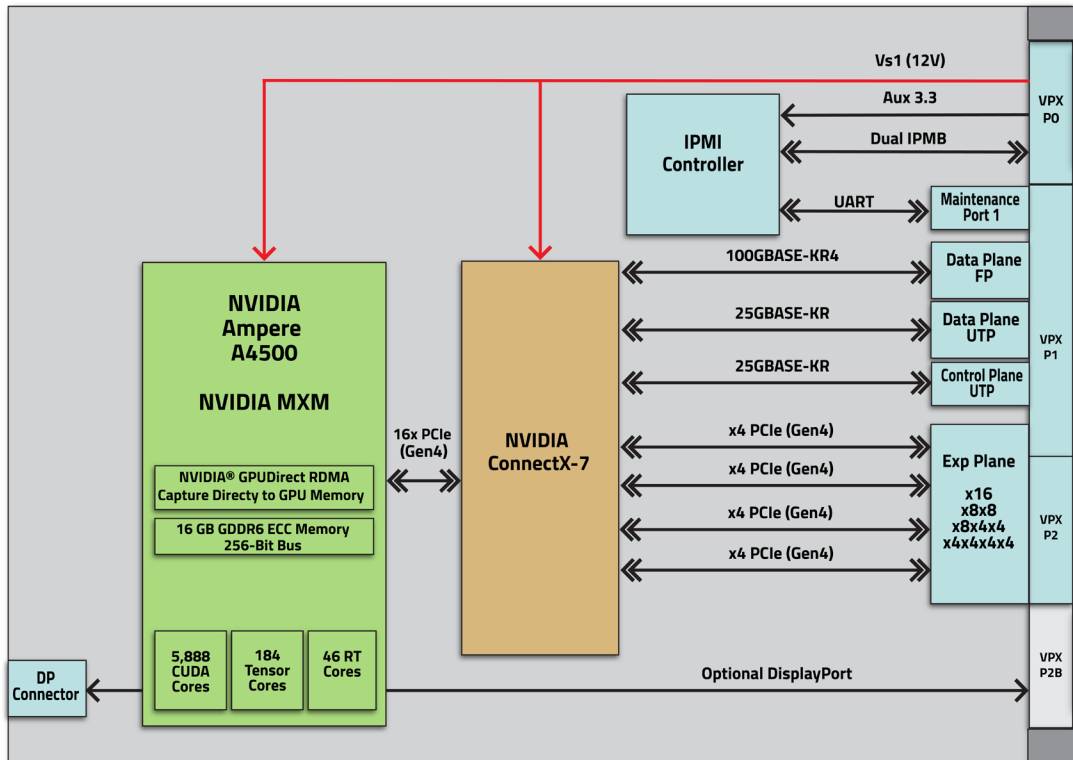 Vs1 (12V)
VPX
P0
Aux 3.3
IPMI
Controller
Dual IPMB
UART
Maintenance
Port 1
100GBASE-KR4
Data Plane
FP
NVIDIA
Ampere
A4500
25GBASE-KR
Data Plane
UTP
VPX
P1
25GBASE-KR
Control Plane
UTP
NVIDIA MXM
16x PCIe
(Gen4)
NVIDIA
ConnectX-7
x4 PCIe (Gen4)
x4 PCIe (Gen4)
x4 PCIe (Gen4)
x4 PCIe (Gen4)
Exp Plane
x16
x8x8
x8x4x4
x4x4x4x4
VPX
P2
NVIDIA® GPUDirect RDMA
Capture Directy to GPU Memory
16 GB GDDR6 ECC Memory
256-Bit Bus
5,888
CUDA
Cores
184
Tensor
Cores
46 RT
Cores
DP
Connector
Optional DisplayPort
VPX
P2B